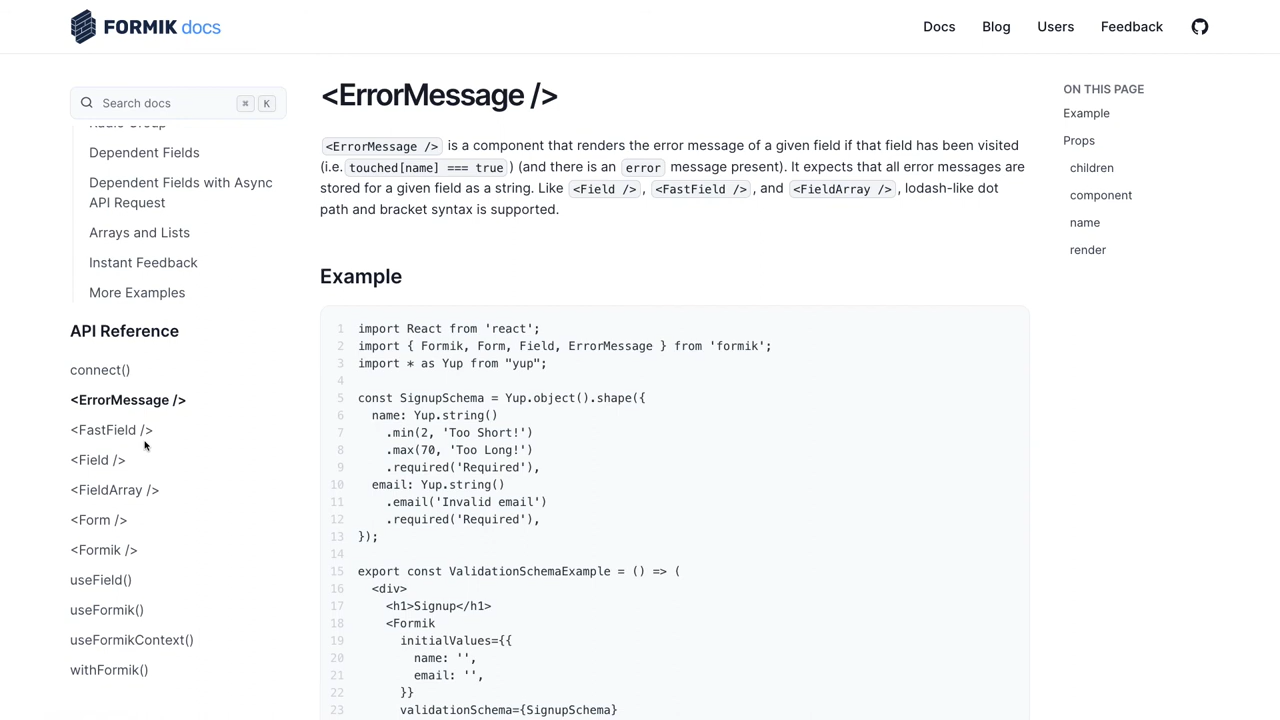 FORMIK docs
Docs
Blog
Users
Feedback
Search docs
⌘
K
Radio Group
Dependent Fields
Dependent Fields with Async
API Request
Arrays and Lists
Instant Feedback
More Examples
API Reference
connect()
<ErrorMessage />
<FastField />
<Field />
<FieldArray />
<Form />
<Formik />
useField()
useFormik()
useFormikContext()
withFormik()
<ErrorMessage />
<ErrorMessage /> is a component that renders the error message of a given field if that field has been visited
(i.e. touched[name] === true ) (and there is an error message present). It expects that all error messages are
stored for a given field as a string. Like <Field />, <FastField />, and <FieldArray />, lodash-like dot
path and bracket syntax is supported.
Example
1 import React from 'react';
2 import { Formik, Form, Field, ErrorMessage } from 'formik';
3 import * as Yup from "yup";
4
5 const SignupSchema = Yup.object().shape({
6 name: Yup.string()
7 .min(2, 'Too Short!')
8 .max(70, 'Too Long!')
9 .required('Required'),
10 email: Yup.string()
11 .email('Invalid email')
12 .required('Required'),
13 });
14
15 export const ValidationSchemaExample = () => (
16 <div>
17 <h1>Signup</h1>
18 <Formik
19 initialValues={{
20 name: '',
21 email: '',
22 }}
23 validationSchema={SignupSchema}
ON THIS PAGE
Example
Props
children
component
name
render